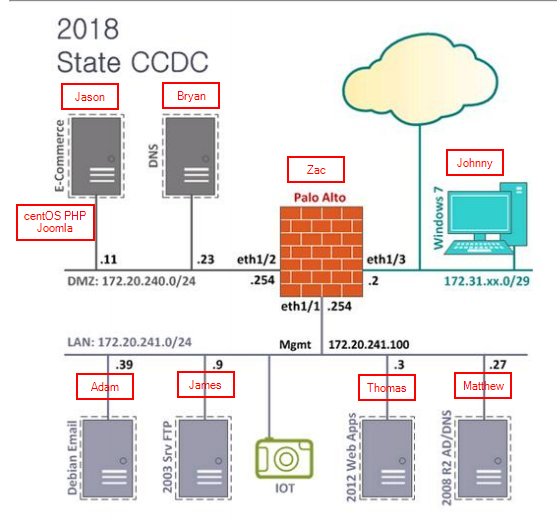 2018
State CCDC
Jason
Bryan
E-Commerce
DNS
Zac
Johnny
Palo Alto
Windows 7
centOS PHP
Joomla
.11
.23
eth1/2
eth1/3
DMZ: 172.20.240.0/24
.254
.2
172.31.xx.0/29
eth1/1
.254
LAN: 172.20.241.0/24
Mgmt
172.20.241.100
.39
.9
.3
.27
Adam
James
Thomas
Matthew
Debian Email
2003 Srv FTP
IOT
2012 Web Apps
2008 R2 AD/DNS